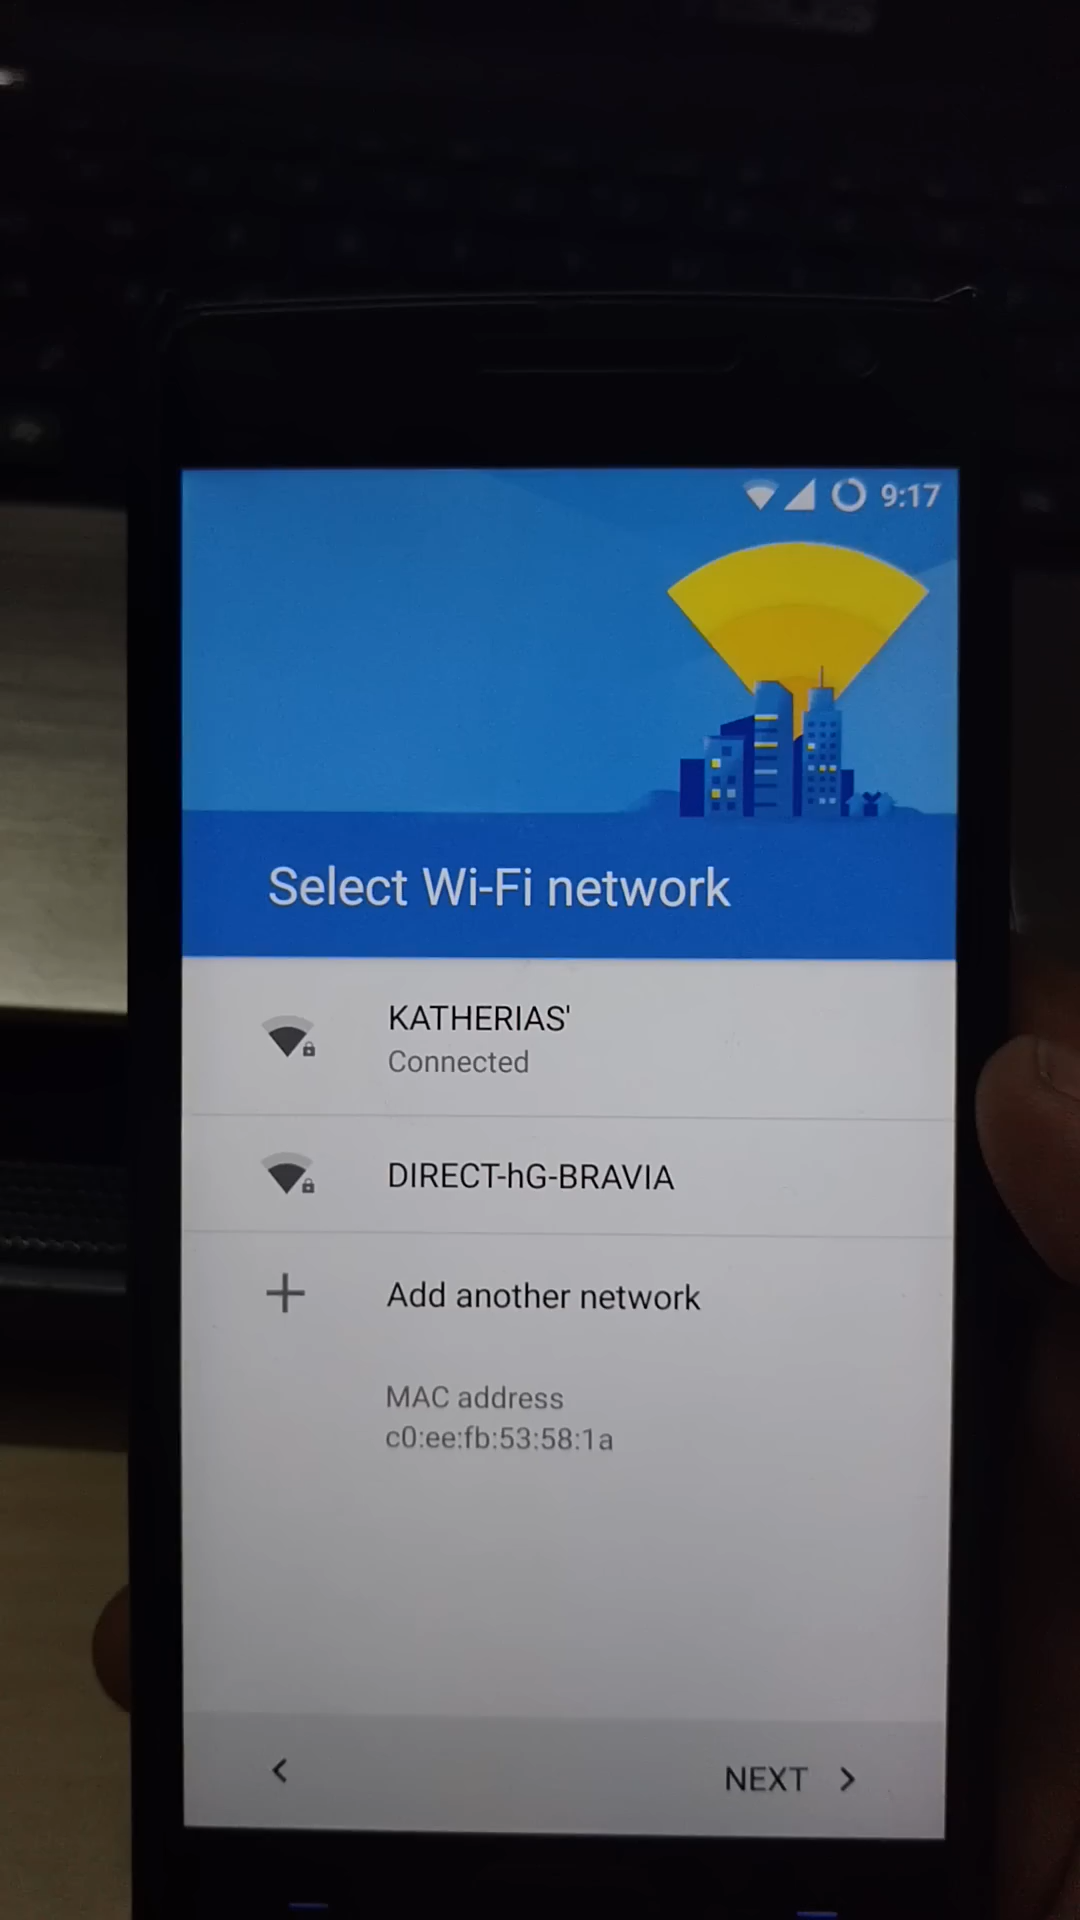 9:17
Select Wi-Fi network
KATHERIAS'
Connected
DIRECT-hG-BRAVIA
Add another network
MAC address
c0:ee:fb:53:58:1a
NEXT